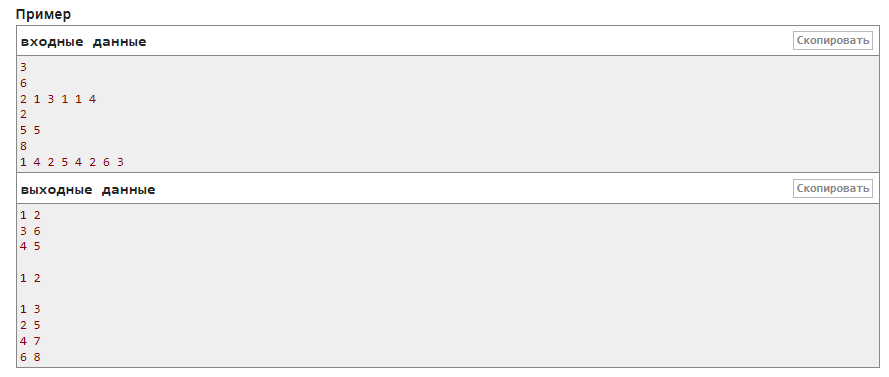 Пример
входные данные
Скопировать
3
6
2 1 3 1 1 4
2
5 5
8
1 4 2 5 4 2 6 3
выходные данные
Скопировать
1 2
3 6
4 5
1 2
1 3
2 5
4 7
6 8